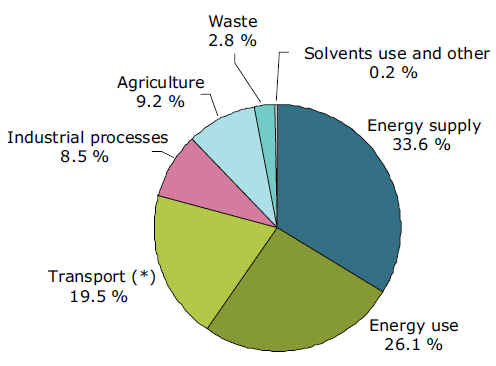 Waste
2.8 %
Solvents use and other
0.2 %
Agriculture
9.2 %
Energy supply
33.6 %
Industrial processes
8.5 %
Transport (*)
19.5 %
Energy use
26.1 %